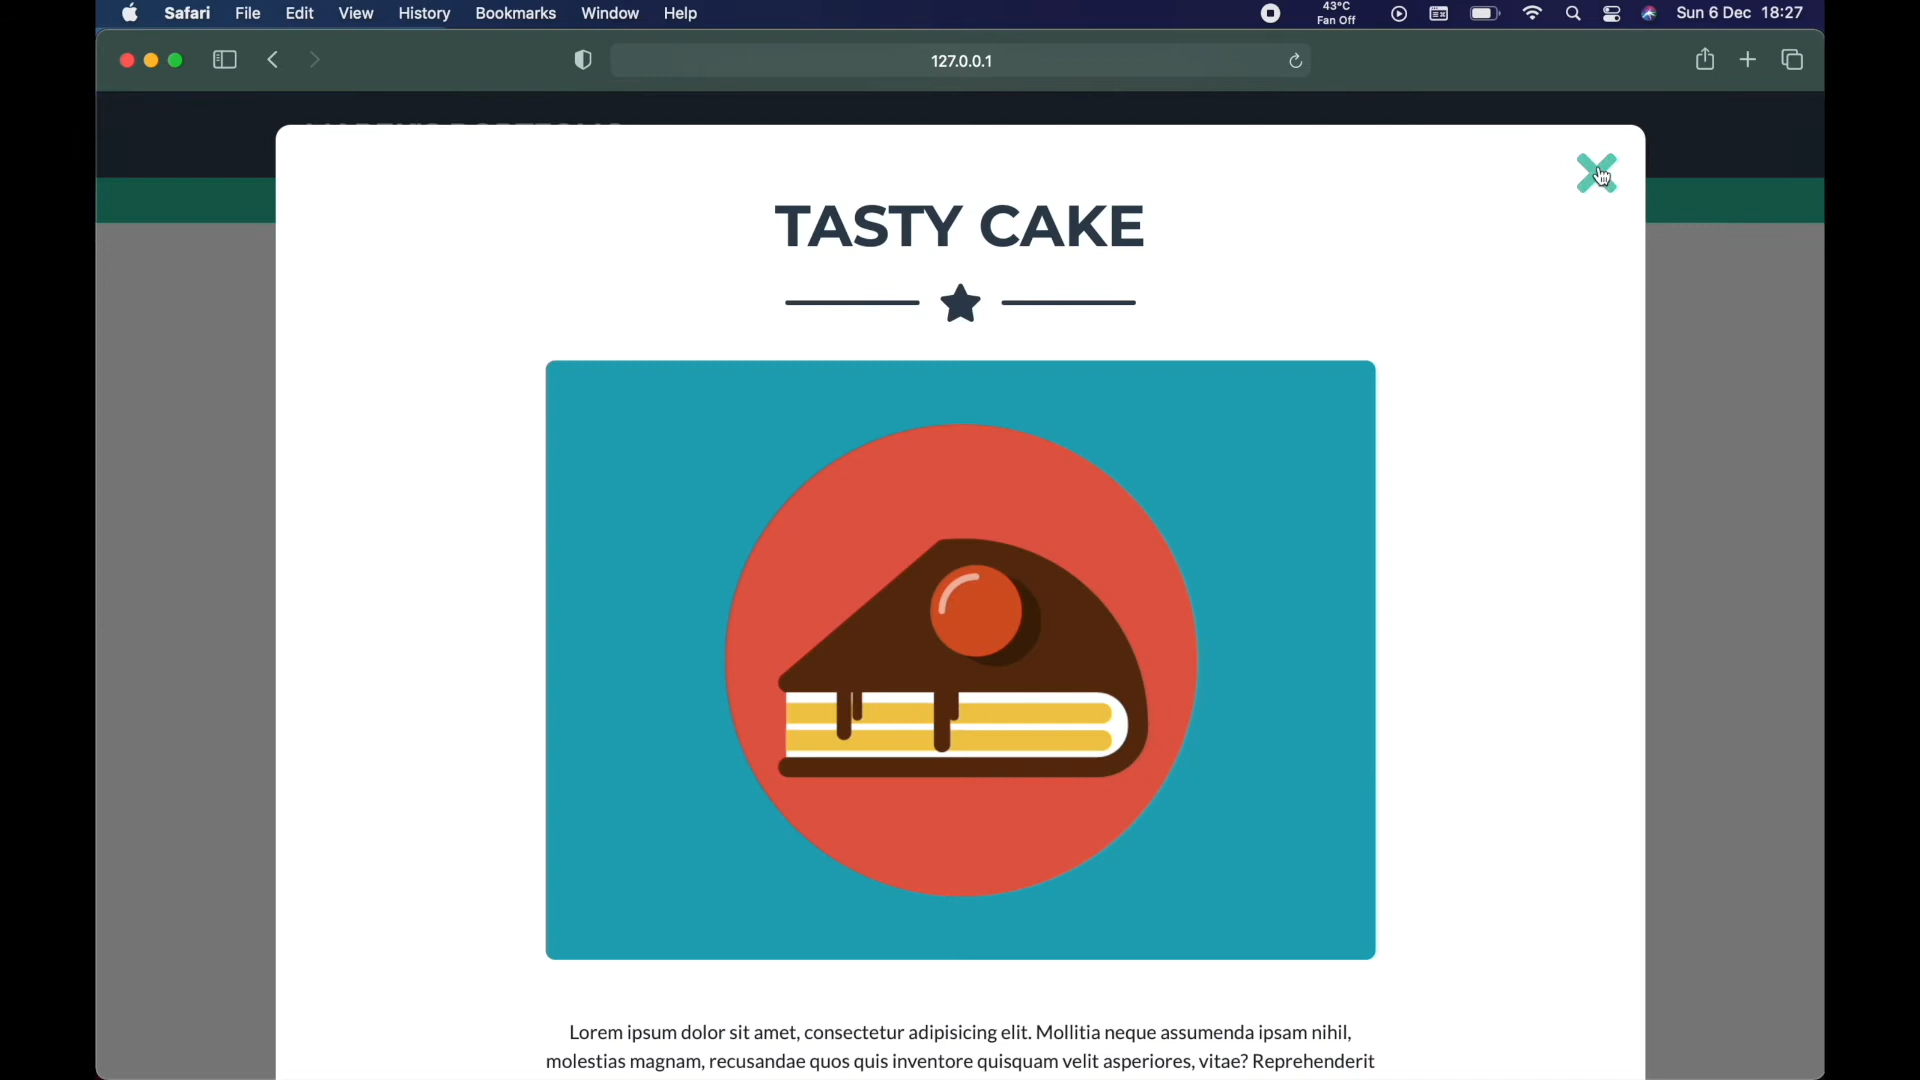 Safari File Edit View History Bookmarks Window Help 43°C Sun 6 Dec 18:27
Fan Off
127.0.0.1
TASTY CAKE
Lorem ipsum dolor sit amet, consectetur adipisicing elit. Mollitia neque assumenda ipsam nihil,
molestias magnam, recusandae quos quis inventore quisquam velit asperiores, vitae? Reprehenderit